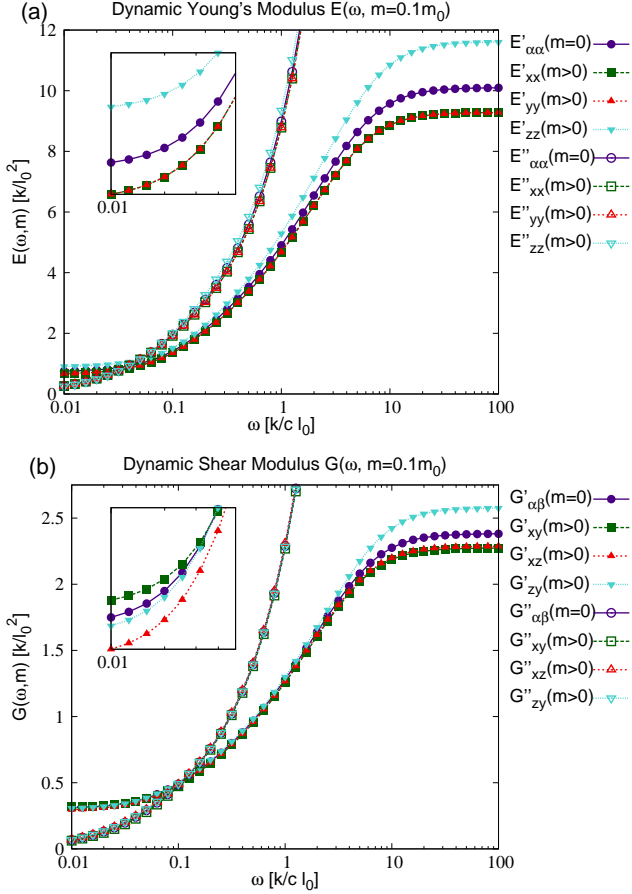 (a)
Dynamic Young's Modulus E(ω, m=0.1m₀)
E(ω,m) [k/l₀²]
12
10
8
6
4
2
0
0.01
0.01
0.1
1
10
100
ω [k/c l₀]
E'αα(m=0)
E'xx(m>0)
E'yy(m>0)
E'zz(m>0)
E''αα(m=0)
E''xx(m>0)
E''yy(m>0)
E''zz(m>0)
(b)
Dynamic Shear Modulus G(ω, m=0.1m₀)
G(ω,m) [k/l₀²]
2.5
2
1.5
1
0.5
0
0.01
0.01
0.1
1
10
100
ω [k/c l₀]
G'αβ(m=0)
G'xy(m>0)
G'xz(m>0)
G'zy(m>0)
G''αβ(m=0)
G''xy(m>0)
G''xz(m>0)
G''zy(m>0)